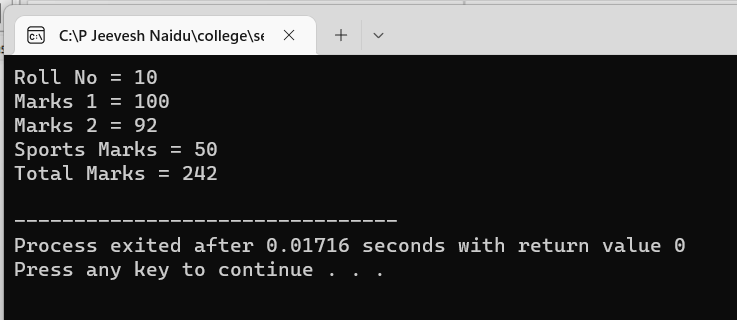 C:\P Jeevesh Naidu\college\se
Roll No = 10
Marks 1 = 100
Marks 2 = 92
Sports Marks = 50
Total Marks = 242
--------------------------------
Process exited after 0.01716 seconds with return value 0
Press any key to continue . . .